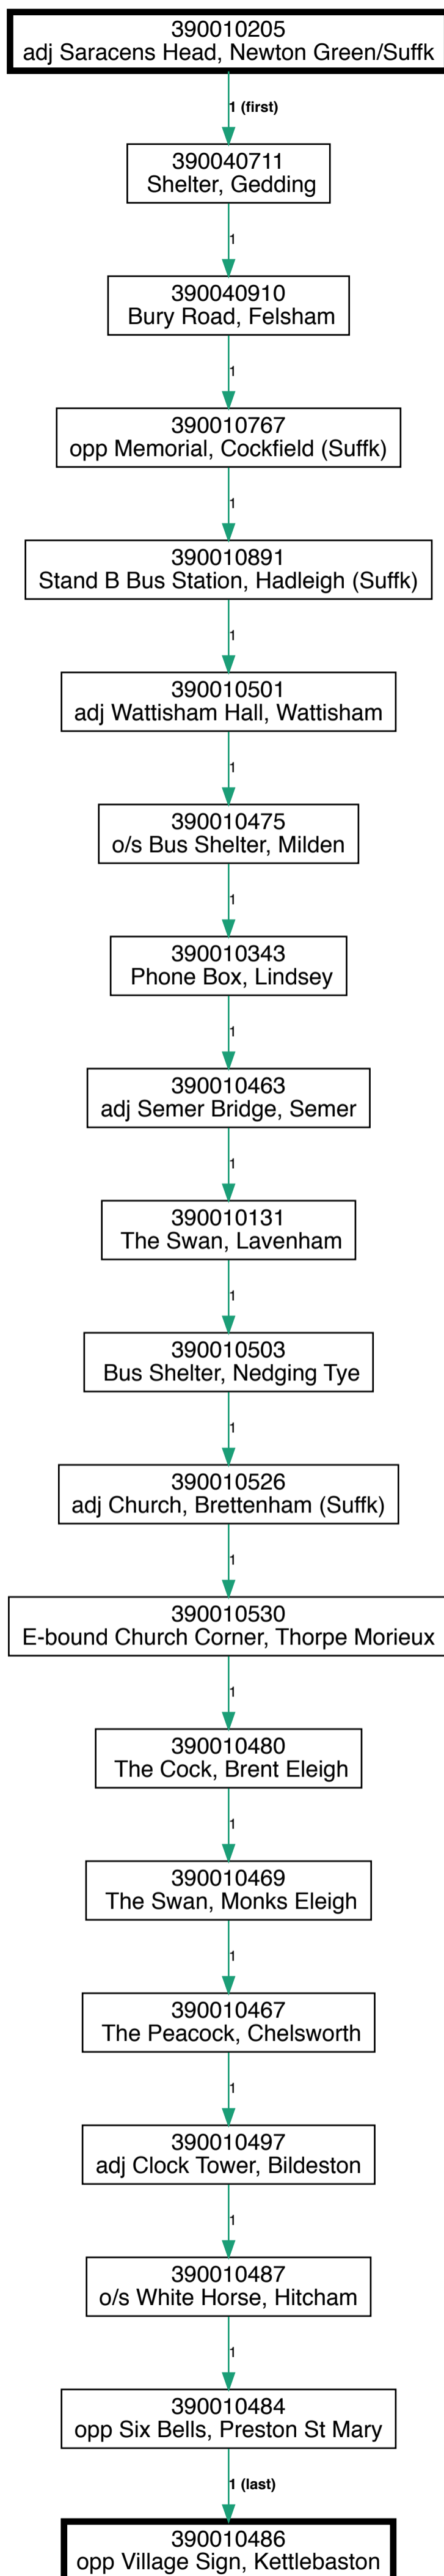 390010205
adj Saracens Head, Newton Green/Suffk
1 (first)
390040711
Shelter, Gedding
1
390040910
Bury Road, Felsham
1
390010767
opp Memorial, Cockfield (Suffk)
1
390010891
Stand B Bus Station, Hadleigh (Suffk)
1
390010501
adj Wattisham Hall, Wattisham
1
390010475
o/s Bus Shelter, Milden
1
390010343
Phone Box, Lindsey
1
390010463
adj Semer Bridge, Semer
1
390010131
The Swan, Lavenham
1
390010503
Bus Shelter, Nedging Tye
1
390010526
adj Church, Brettenham (Suffk)
1
390010530
E-bound Church Corner, Thorpe Morieux
1
390010480
The Cock, Brent Eleigh
1
390010469
The Swan, Monks Eleigh
1
390010467
The Peacock, Chelsworth
1
390010497
adj Clock Tower, Bildeston
1
390010487
o/s White Horse, Hitcham
1
390010484
opp Six Bells, Preston St Mary
1 (last)
390010486
opp Village Sign, Kettlebaston